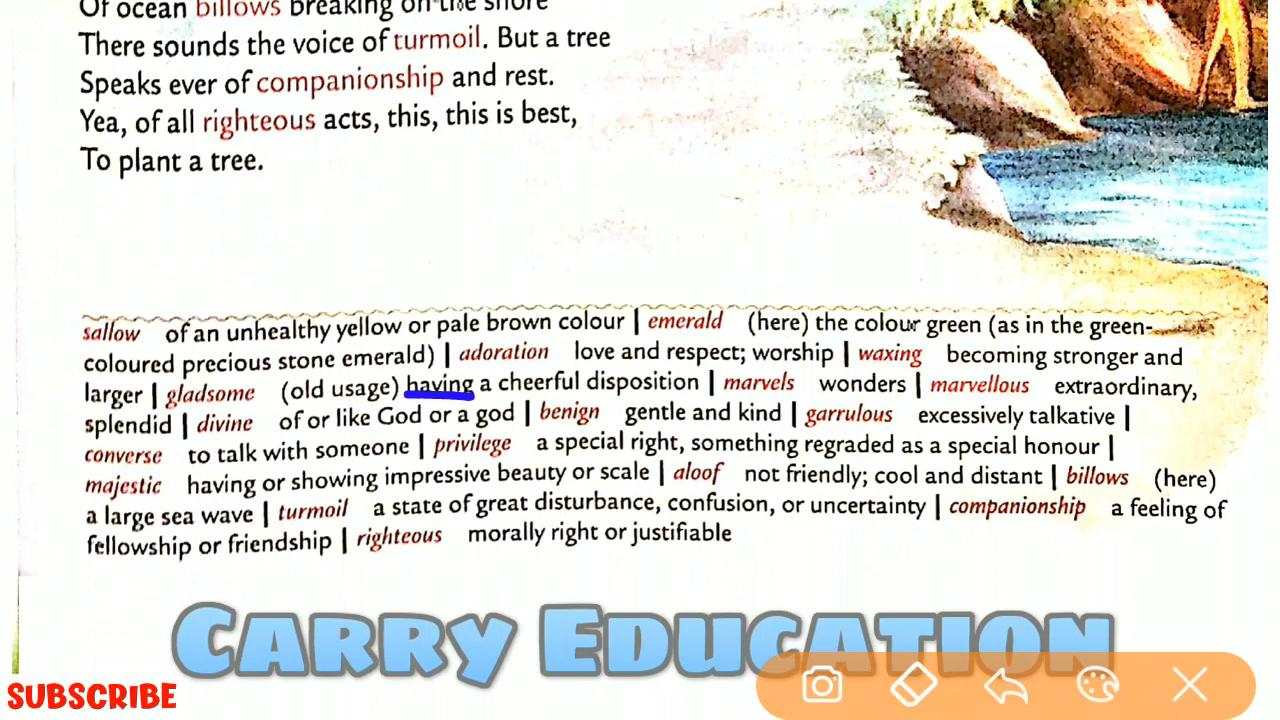 Of ocean billows breaking on the shore
There sounds the voice of turmoil. But a tree
Speaks ever of companionship and rest.
Yea, of all righteous acts, this, this is best,
To plant a tree.
sallow of an unhealthy yellow or pale brown colour | emerald (here) the colour green (as in the green-
coloured precious stone emerald) | adoration love and respect; worship | waxing becoming stronger and
larger | gladsome (old usage) having a cheerful disposition | marvels wonders | marvellous extraordinary,
splendid | divine of or like God or a god | benign gentle and kind | garrulous excessively talkative |
converse to talk with someone | privilege a special right, something regraded as a special honour |
majestic having or showing impressive beauty or scale | aloof not friendly; cool and distant | billows (here)
a large sea wave | turmoil a state of great disturbance, confusion, or uncertainty | companionship a feeling of
fellowship or friendship | righteous morally right or justifiable
CARRY EDUCATION
SUBSCRIBE